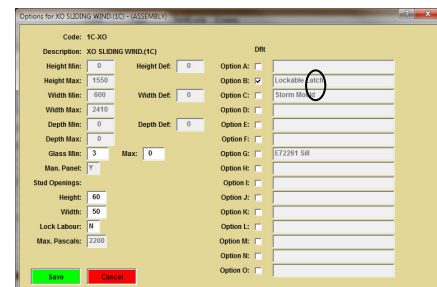 Options for XO SLIDING WIND.(1C) - (ASSEMBLY)
Code: 1C-XO
Dflt
Description: XO SLIDING WIND.(1C)
Height Min: 0 Height Def: 0 Option A:
Height Max: 1550 Option B: Lockable Latch
Width Min: 600 Width Def: 0 Option C: Storm Mould
Width Max: 2410 Option D:
Depth Min: 0 Depth Def: 0 Option E:
Depth Max: 0 Option F:
Glass Min: 3 Max: 0 Option G: E72261 Sill
Man. Panel: Y Option H:
Stud Openings: Option I:
Height: 60 Option J:
Width: 50 Option K:
Lock Labour: N Option L:
Max. Pascals: 2200 Option M:
Option N:
Save Cancel Option O: